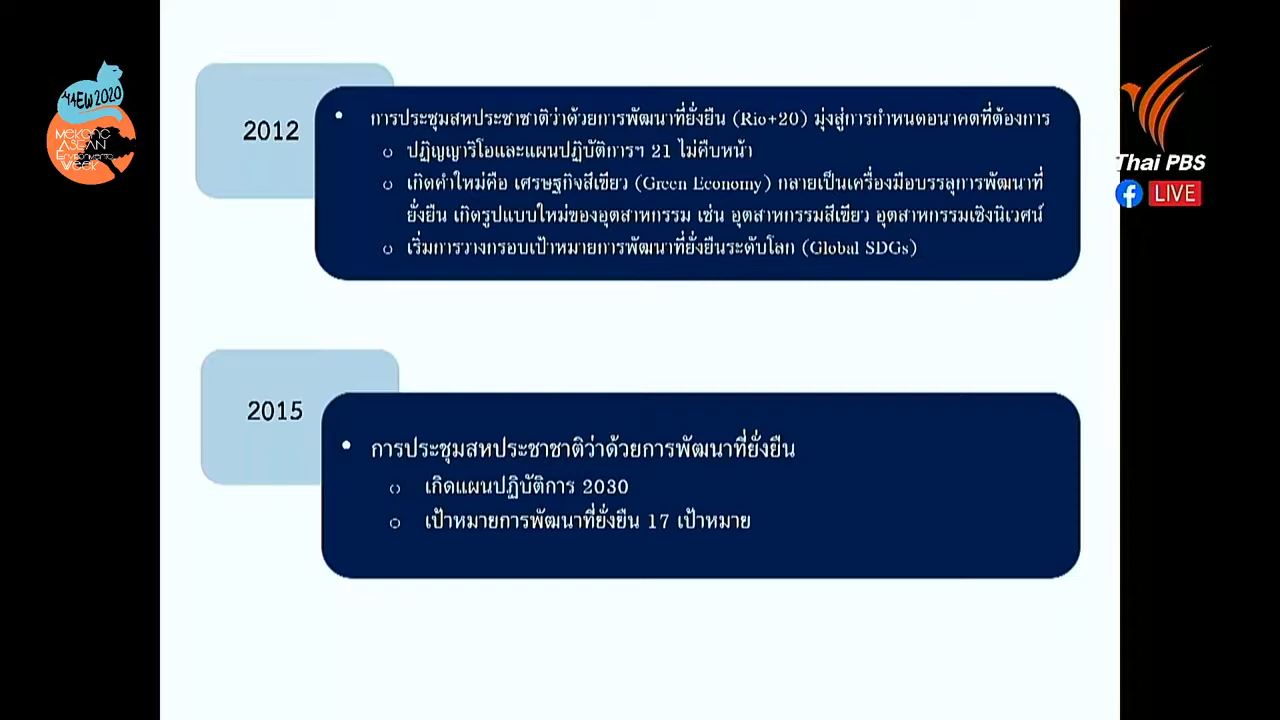 MAEW 2020
MEKONG
ASEAN
Environmental
Week
Thai PBS
LIVE
2012
• การประชุมสหประชาชาติว่าด้วยการพัฒนาที่ยั่งยืน (Rio+20) มุ่งสู่การกำหนดอนาคตที่ต้องการ
○ ปฏิญญาริโอและแผนปฏิบัติการฯ 21 ไม่คืบหน้า
○ เกิดคำใหม่คือ เศรษฐกิจสีเขียว (Green Economy) กลายเป็นเครื่องมือบรรลุการพัฒนาที่
ยั่งยืน เกิดรูปแบบใหม่ของอุตสาหกรรม เช่น อุตสาหกรรมสีเขียว อุตสาหกรรมเชิงนิเวศน์
○ เริ่มการวางกรอบเป้าหมายการพัฒนาที่ยั่งยืนระดับโลก (Global SDGs)
2015
• การประชุมสหประชาชาติว่าด้วยการพัฒนาที่ยั่งยืน
○ เกิดแผนปฏิบัติการ 2030
○ เป้าหมายการพัฒนาที่ยั่งยืน 17 เป้าหมาย